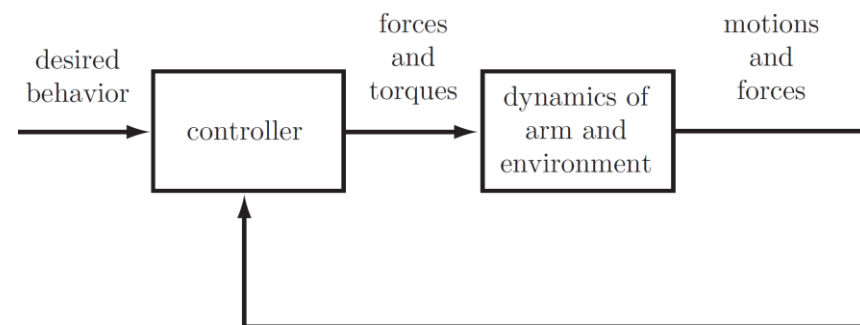 desired
behavior
controller
forces
and
torques
dynamics of
arm and
environment
motions
and
forces